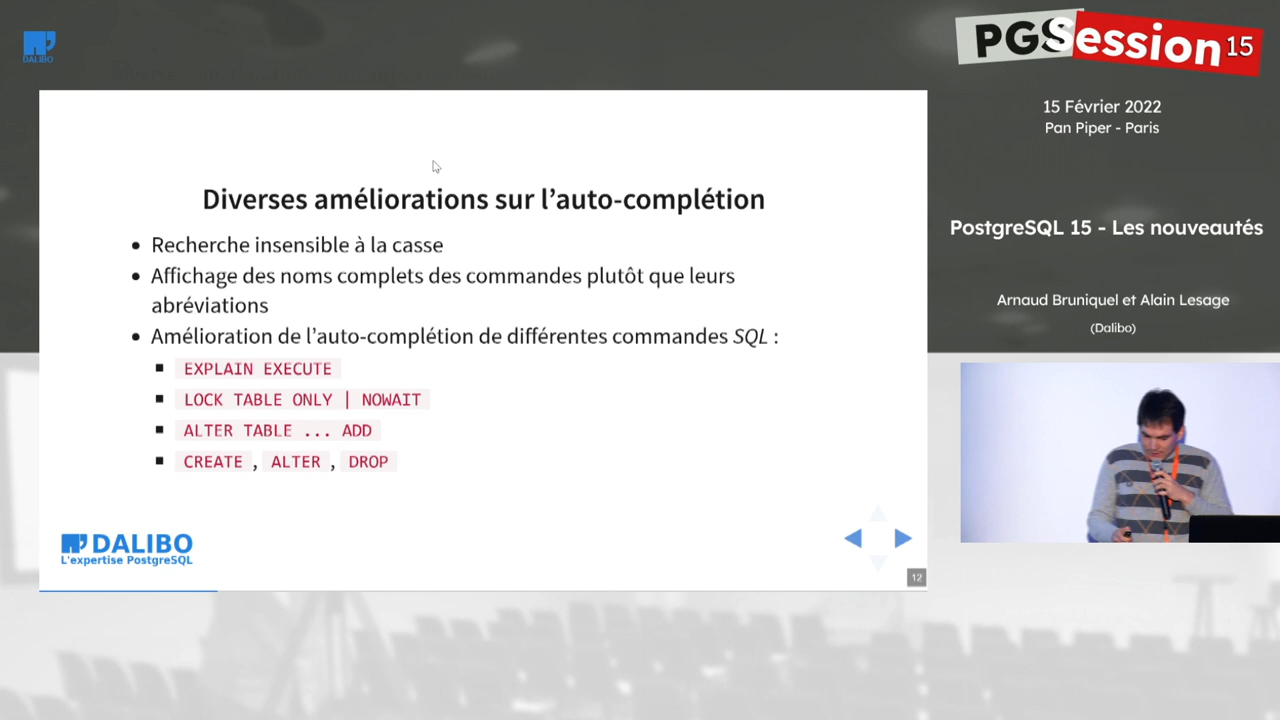 DALIBO
PGSession 15
15 Février 2022
Pan Piper - Paris
PostgreSQL 15 - Les nouveautés
Arnaud Bruniquel et Alain Lesage
(Dalibo)
Diverses améliorations sur l’auto-complétion
Recherche insensible à la casse
Affichage des noms complets des commandes plutôt que leurs
abréviations
Amélioration de l’auto-complétion de différentes commandes SQL :
EXPLAIN EXECUTE
LOCK TABLE ONLY | NOWAIT
ALTER TABLE ... ADD
CREATE , ALTER , DROP
DALIBO
L'expertise PostgreSQL
12